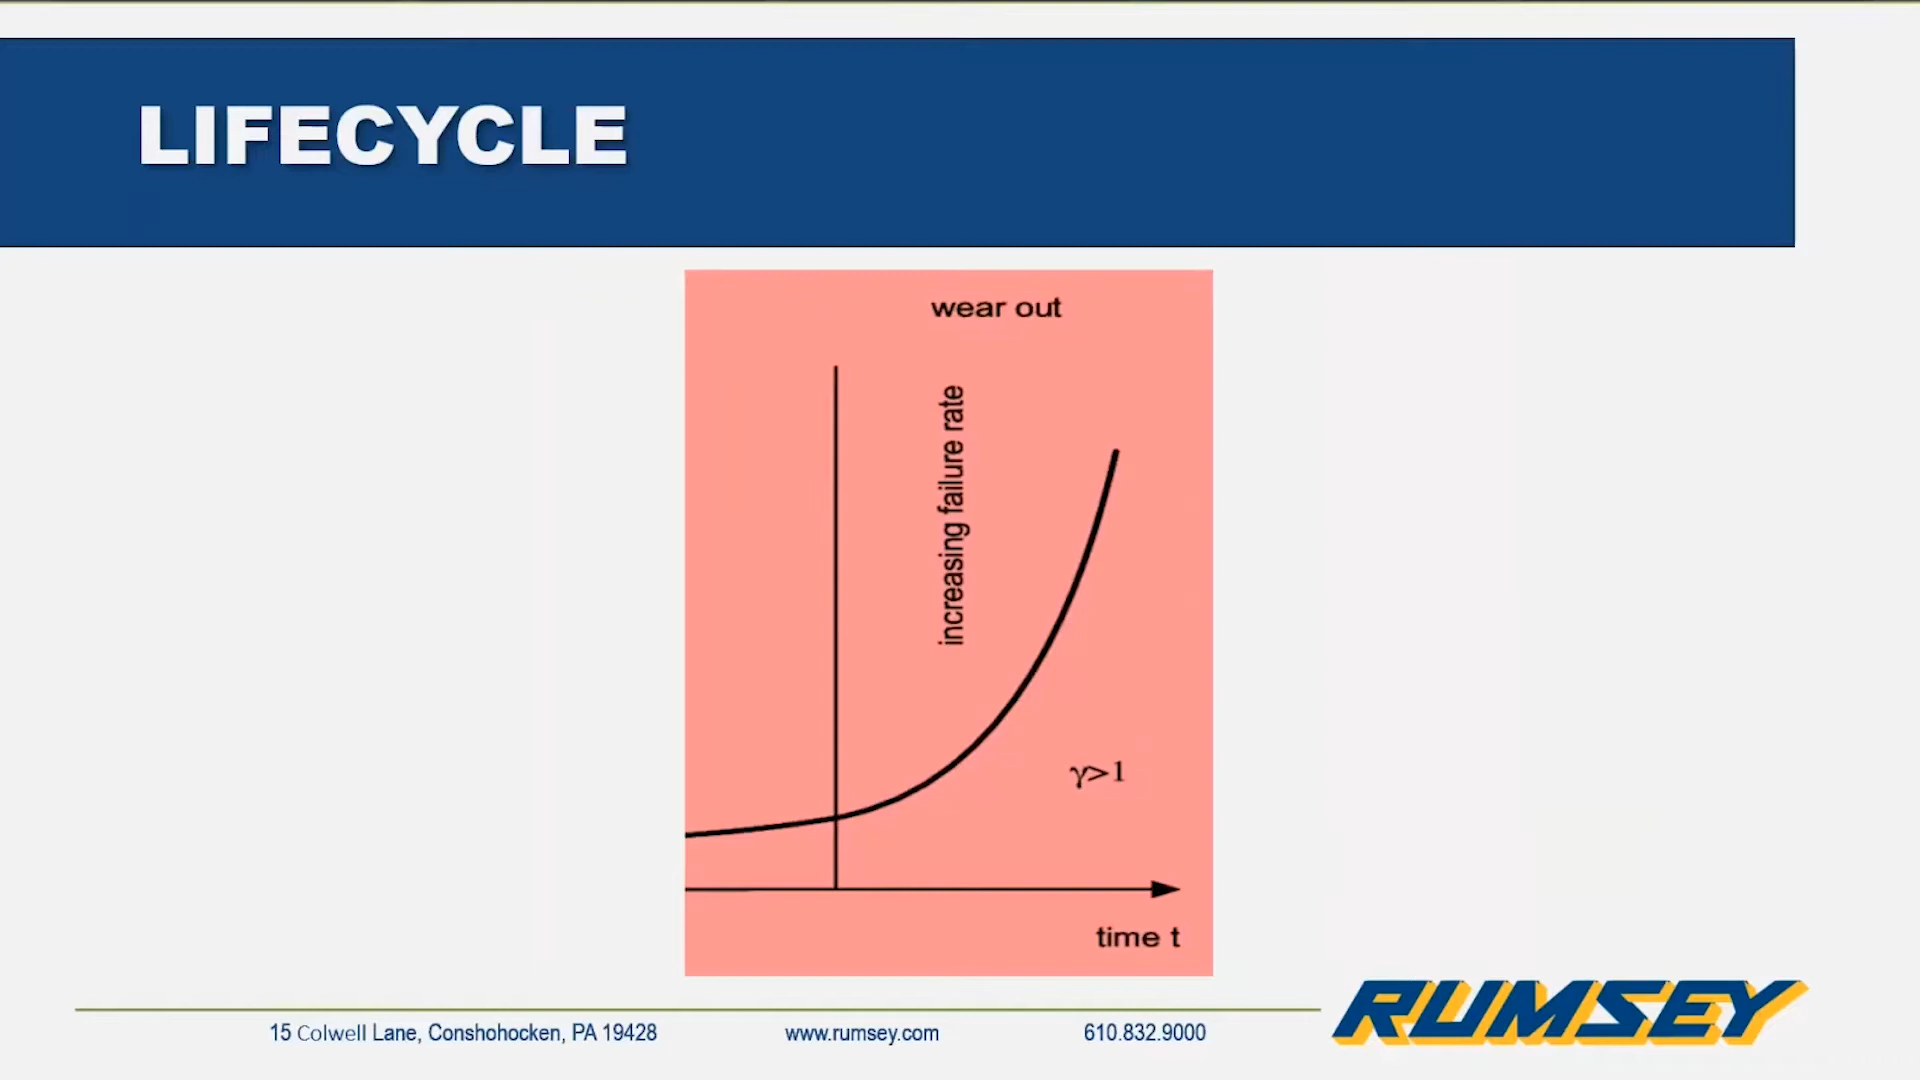 LIFECYCLE
wear out
increasing failure rate
γ>1
time t
15 Colwell Lane, Conshohocken, PA 19428
www.rumsey.com
610.832.9000
RUMSEY